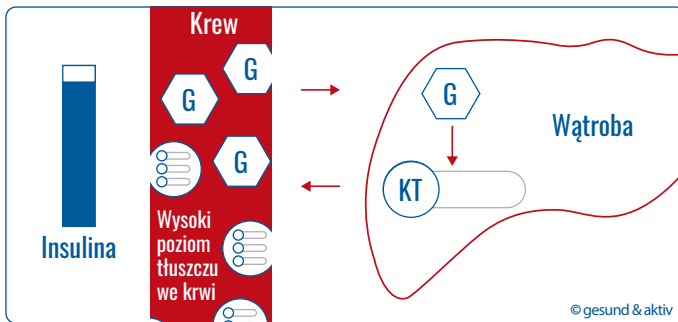 Krew
G
G
G
G
Wątroba
KT
Insulina
Wysoki
poziom
tłuszczu
we krwi
© gesund & aktiv